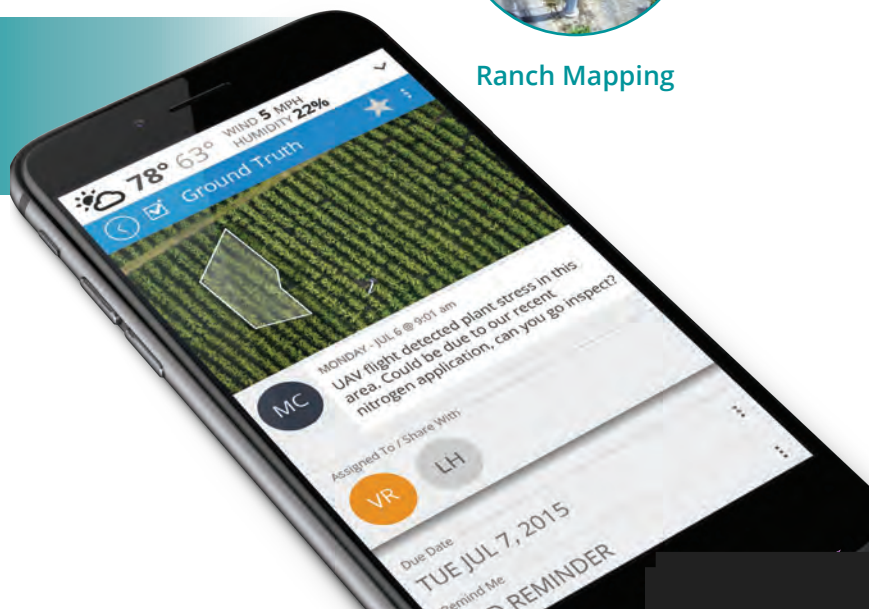 Ranch Mapping
78° 63° WIND 5 MPH
HUMIDITY 22%
Ground Truth
MONDAY - JUL 6 @ 9:01 am
UAV flight detected plant stress in this
area. Could be due to our recent
nitrogen application, can you go inspect?
MC
Assigned To / Share With
VR LH
Due Date
TUE JUL 7, 2015
Remind Me
REMINDER